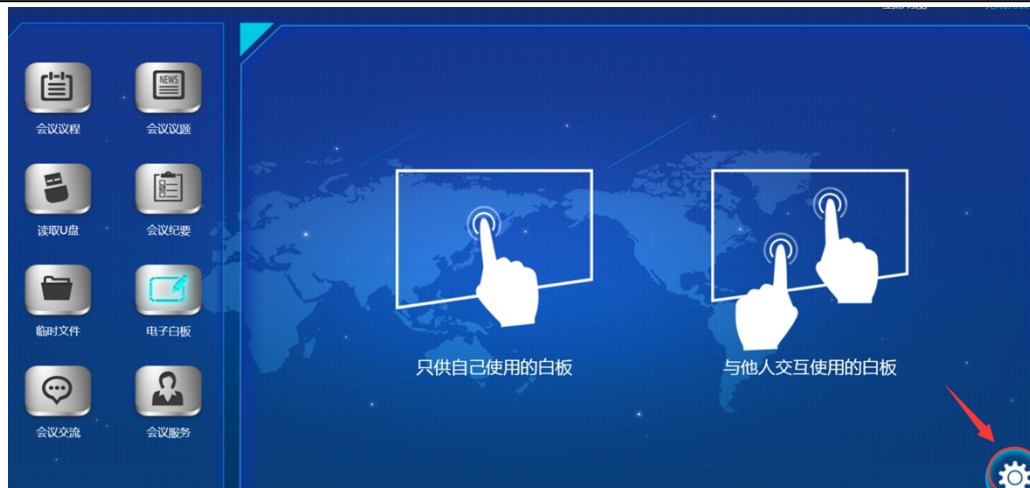 会议议程
NEWS
会议议题
读取U盘
会议纪要
临时文件
电子白板
会议交流
会议服务
只供自己使用的白板
与他人交互使用的白板